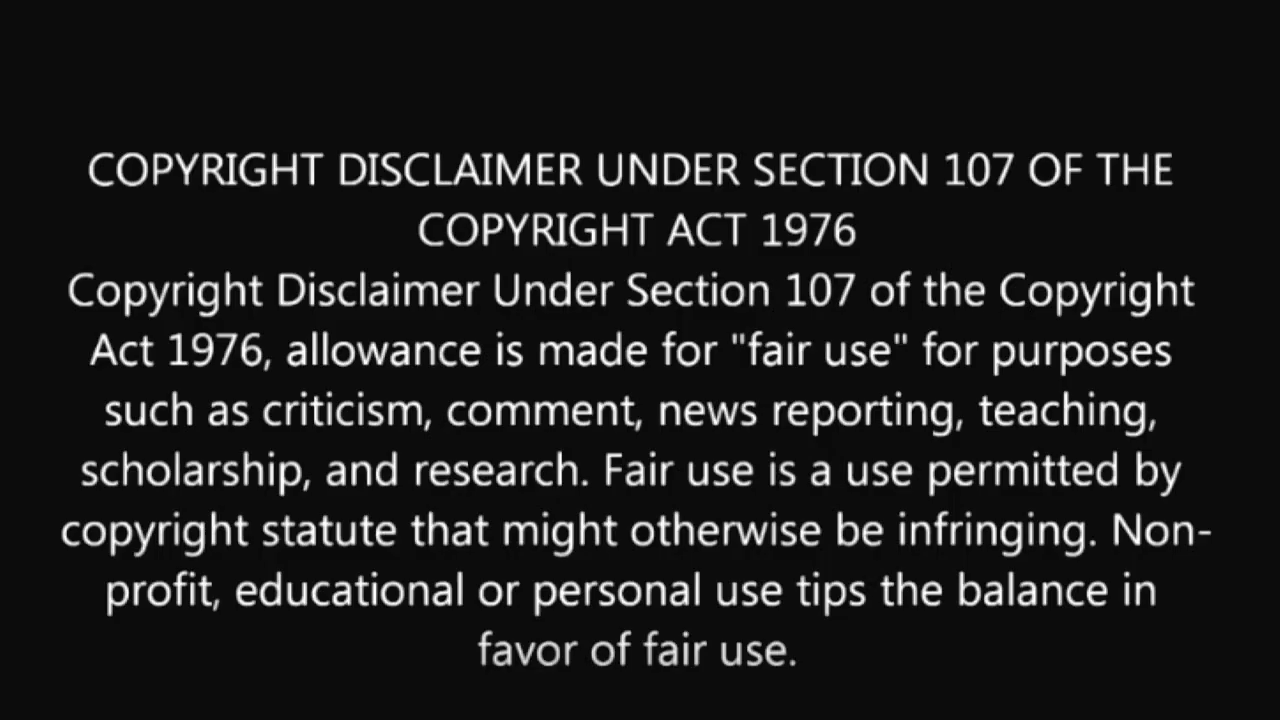 COPYRIGHT DISCLAIMER UNDER SECTION 107 OF THE
COPYRIGHT ACT 1976
Copyright Disclaimer Under Section 107 of the Copyright
Act 1976, allowance is made for "fair use" for purposes
such as criticism, comment, news reporting, teaching,
scholarship, and research. Fair use is a use permitted by
copyright statute that might otherwise be infringing. Non-
profit, educational or personal use tips the balance in
favor of fair use.